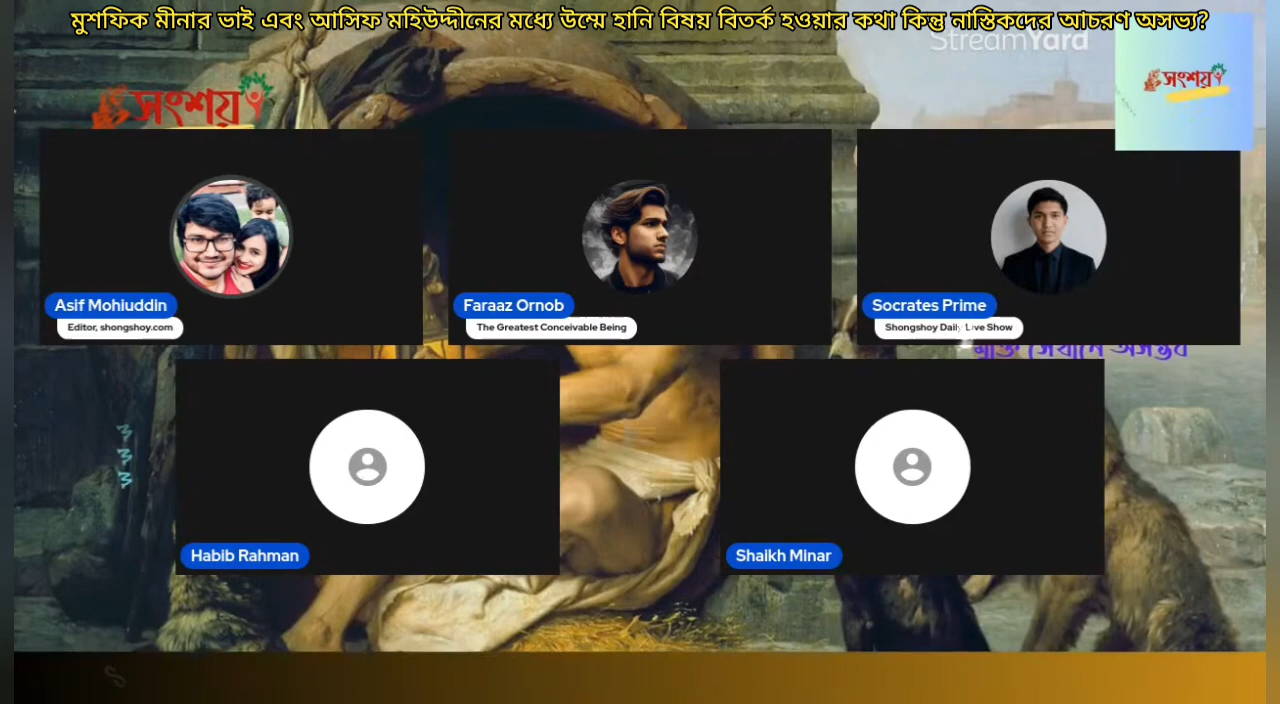 মুশফিক মীনার ভাই এবং আসিফ মহিউদ্দীনের মধ্যে উম্মে হানি বিষয় বিতর্ক হওয়ার কথা কিন্তু নাস্তিকদের আচরণ অসভ্য?
StreamYard
সংশয়
সংশয়
Asif Mohiuddin
Editor, shongshoy.com
Faraaz Ornob
The Greatest Conceivable Being
Socrates Prime
Shongshoy Daily Live Show
Habib Rahman
Shaikh Minar